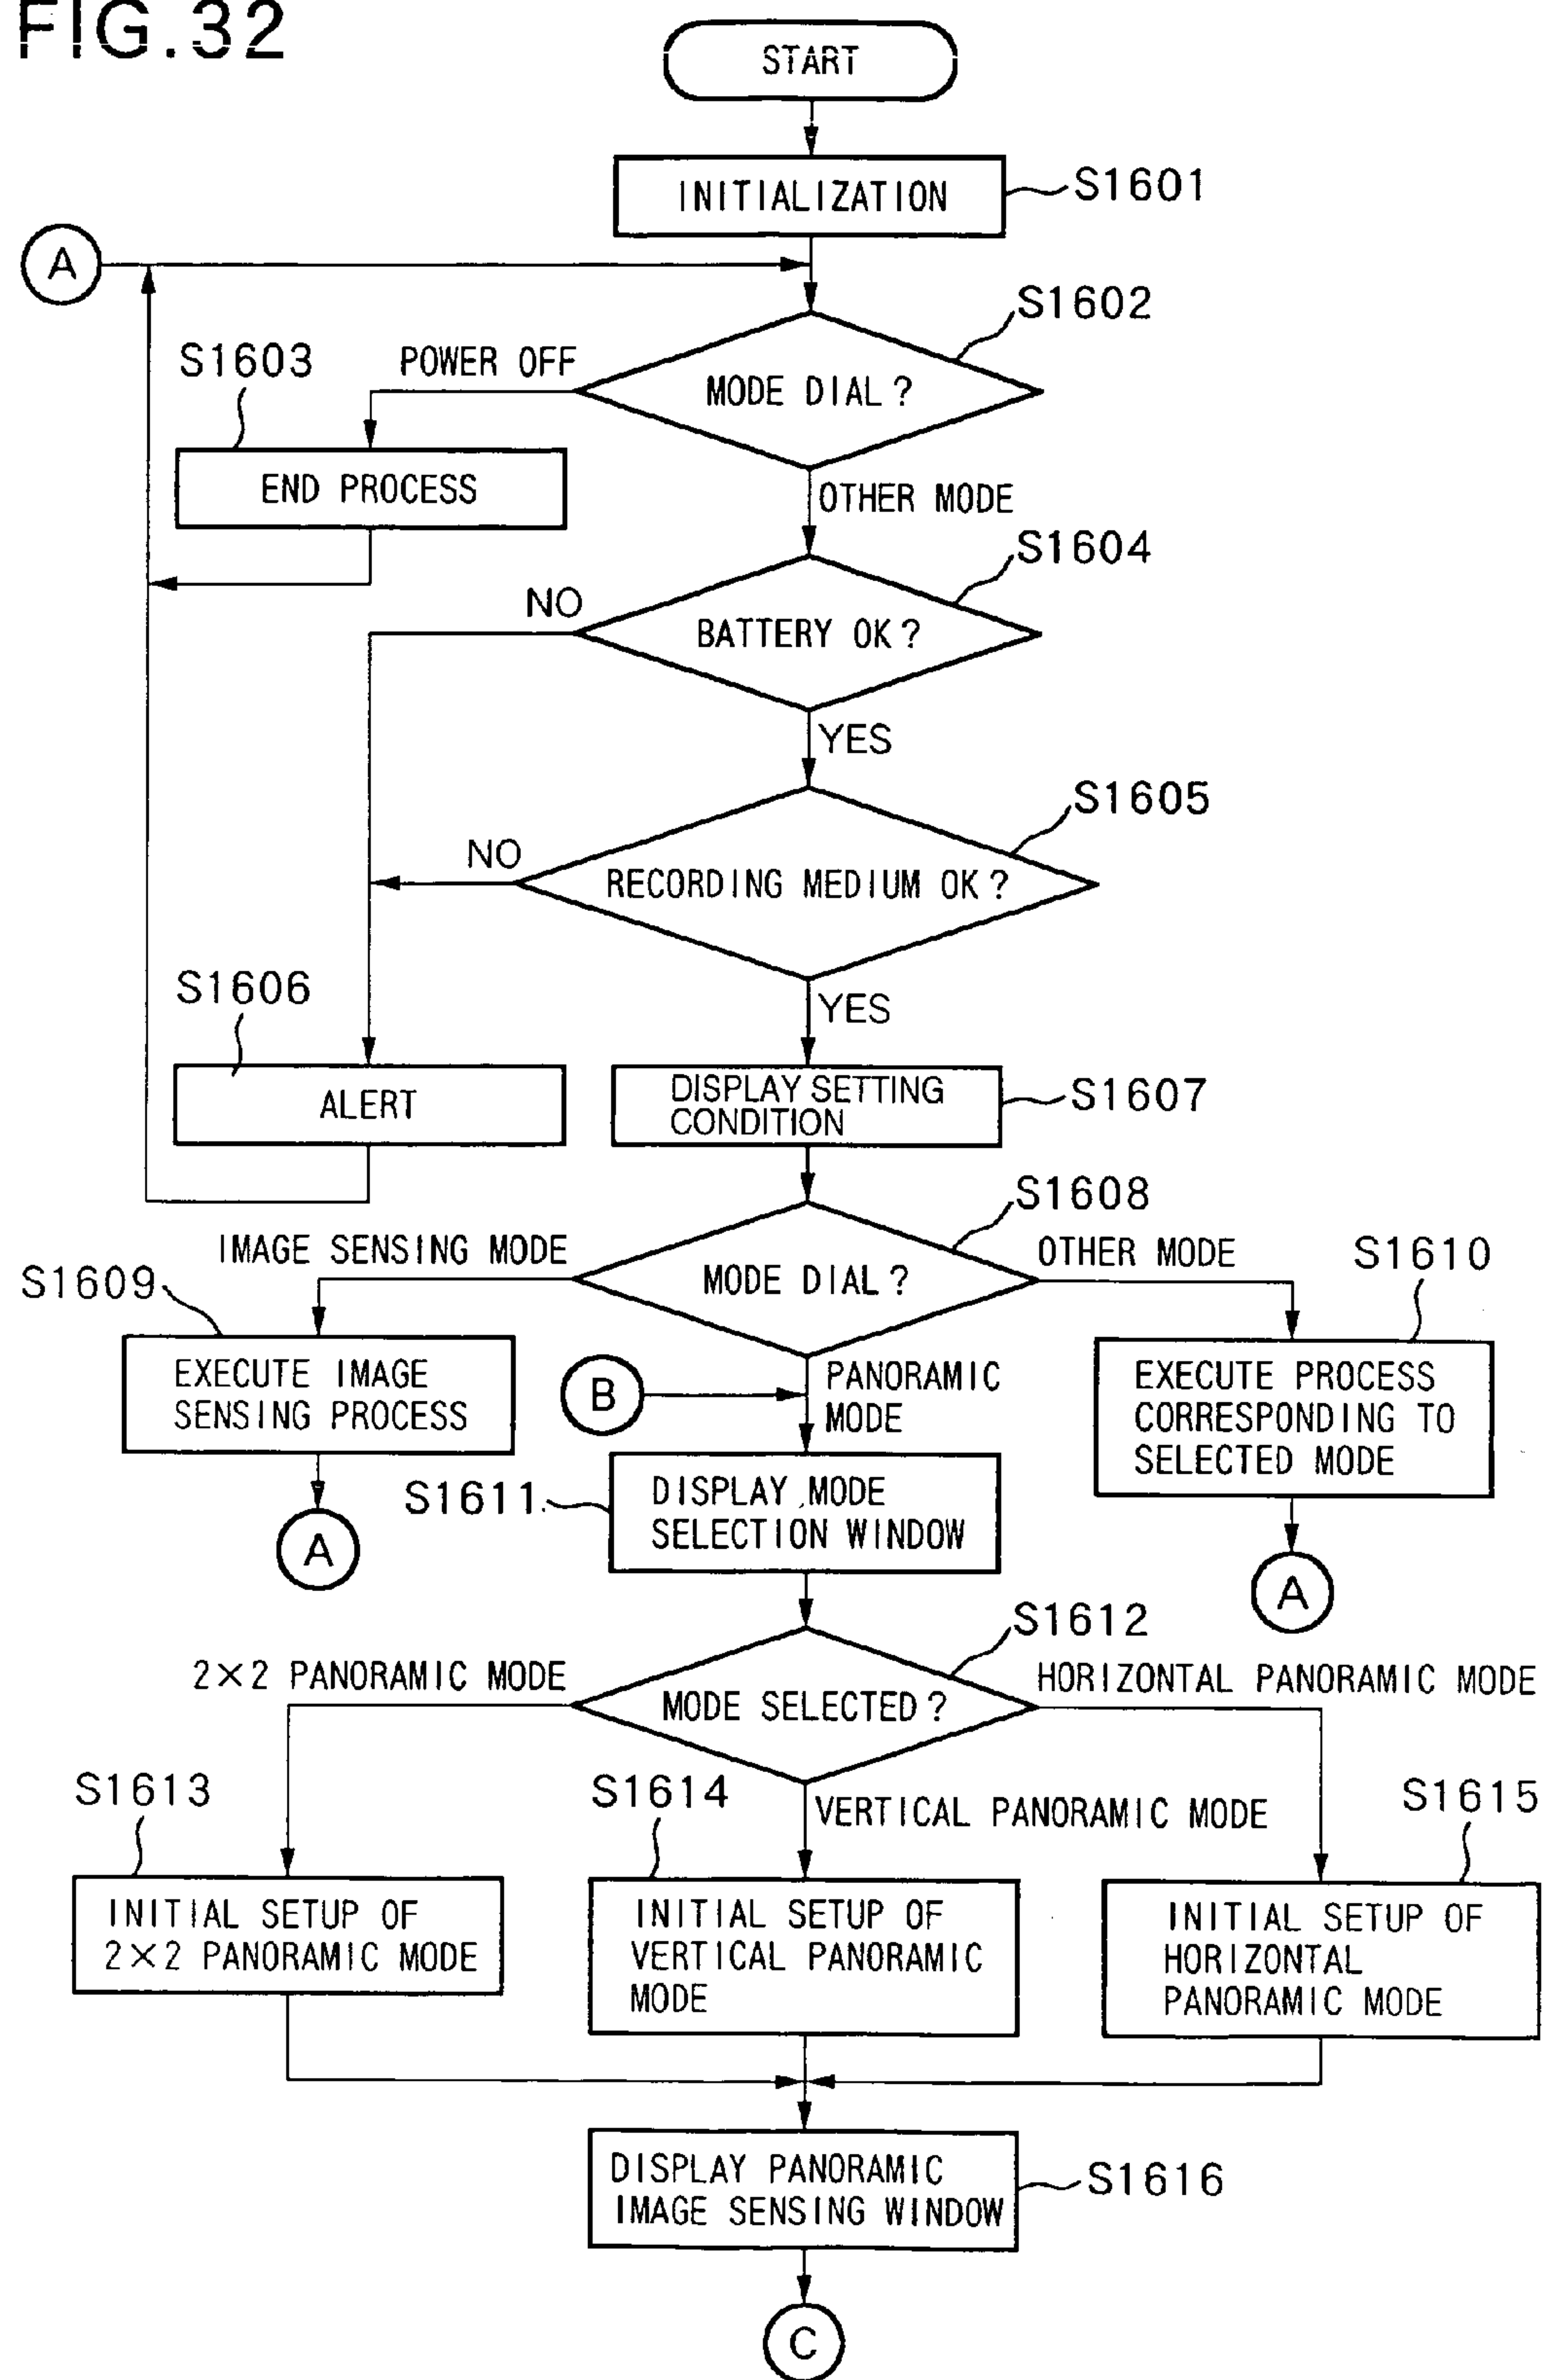 FIG.32
START
INITIALIZATION
S1601
A
S1602
S1603
POWER OFF
MODE DIAL?
END PROCESS
OTHER MODE
S1604
NO
BATTERY OK?
YES
S1605
NO
RECORDING MEDIUM OK?
S1606
YES
ALERT
DISPLAY SETTING
CONDITION
S1607
S1608
IMAGE SENSING MODE
OTHER MODE
S1610
S1609
MODE DIAL?
EXECUTE IMAGE
SENSING PROCESS
B
PANORAMIC
MODE
EXECUTE PROCESS
CORRESPONDING TO
SELECTED MODE
S1611
DISPLAY MODE
SELECTION WINDOW
A
A
S1612
2×2 PANORAMIC MODE
HORIZONTAL PANORAMIC MODE
MODE SELECTED?
S1613
S1614
VERTICAL PANORAMIC MODE
S1615
INITIAL SETUP OF
2×2 PANORAMIC MODE
INITIAL SETUP OF
VERTICAL PANORAMIC
MODE
INITIAL SETUP OF
HORIZONTAL
PANORAMIC MODE
DISPLAY PANORAMIC
IMAGE SENSING WINDOW
S1616
C